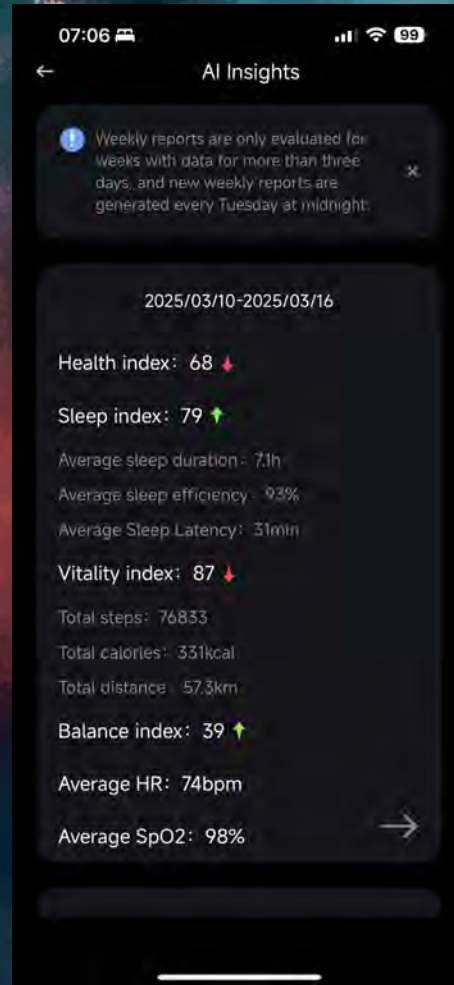 07:06
99
AI Insights
Weekly reports are only evaluated for
weeks with data for more than three
days, and new weekly reports are
generated every Tuesday at midnight.
2025/03/10-2025/03/16
Health index: 68
Sleep index: 79
Average sleep duration: 7.1h
Average sleep efficiency: 93%
Average Sleep Latency: 31min
Vitality index: 87
Total steps: 76833
Total calories: 331kcal
Total distance: 57.3km
Balance index: 39
Average HR: 74bpm
Average SpO2: 98%